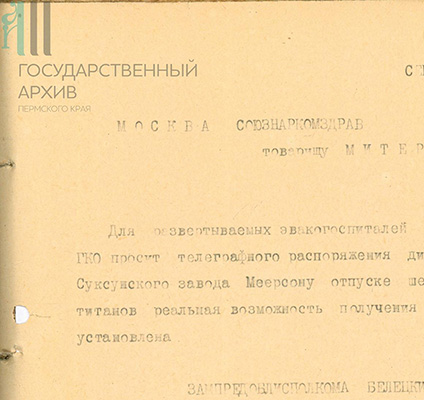 ГОСУДАРСТВЕННЫЙ
АРХИВ
ПЕРМСКОГО КРАЯ
МОСКВА СОЮЗНАРКОМЗДРАВ
товарищу МИТЕР
Для развертываемых эвакогоспиталей
ГКО просит телеграфного распоряжения ди
Суксунского завода Меерсону отпуске ше
титанов реальная возможность получения
установлена
ЗАМПРЕДОБЛИСПОЛКОМА БЕЛЕЦКИ